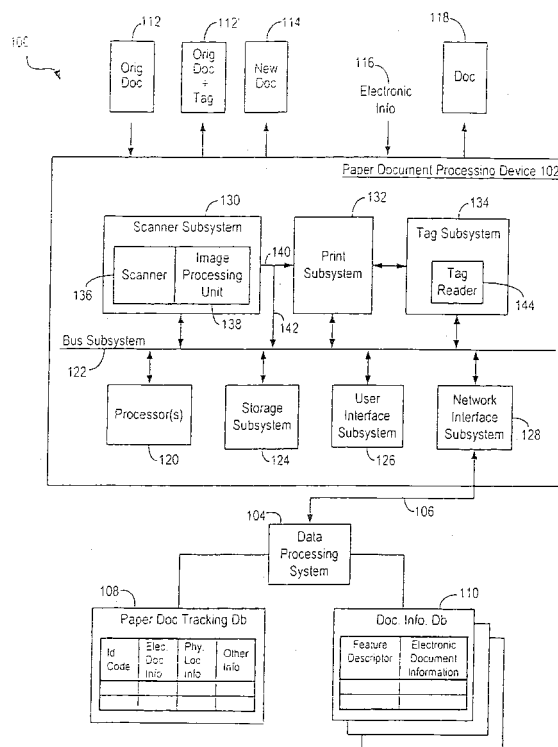 100
112
Orig
Doc
112'
Orig
Doc
+
Tag
114
New
Doc
116
Electronic
Info
118
Doc
Paper Document Processing Device 102
130
Scanner Subsystem
136
Scanner
Image
Processing
Unit
138
140
142
132
Print
Subsystem
134
Tag Subsystem
Tag
Reader
144
Bus Subsystem
122
Processor(s)
120
Storage
Subsystem
124
User
Interface
Subsystem
126
Network
Interface
Subsystem
128
106
104
Data
Processing
System
108
Paper Doc Tracking Db
Id
Code
Elec.
Doc
Info
Phy.
Loc
Info
Other
Info
110
Doc. Info. Db
Feature
Descriptor
Electronic
Document
Information